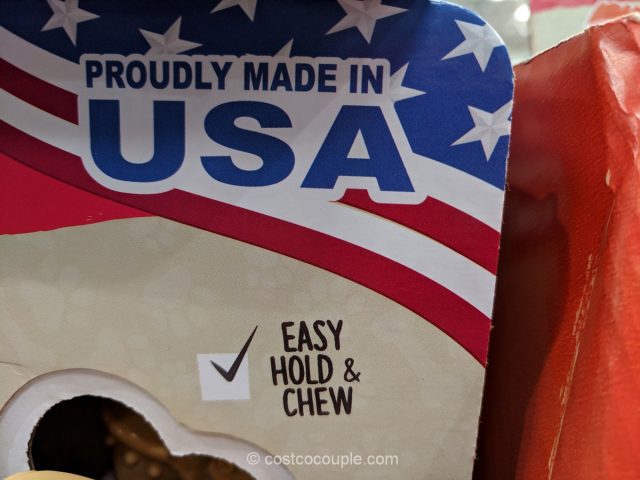 PROUDLY MADE IN
USA
EASY
HOLD &
CHEW
© costcocouple.com